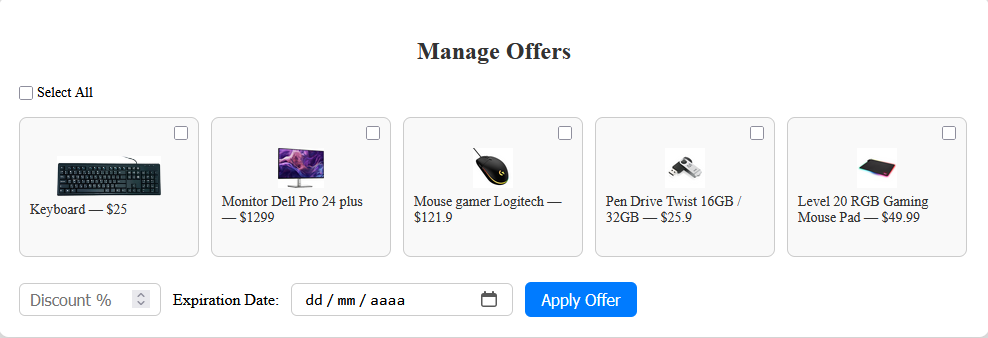 Manage Offers
Select All
Keyboard — $25
Monitor Dell Pro 24 plus
— $1299
Mouse gamer Logitech —
$121.9
Pen Drive Twist 16GB /
32GB — $25.9
Level 20 RGB Gaming
Mouse Pad — $49.99
Discount % Expiration Date: dd/mm/aaaa Apply Offer